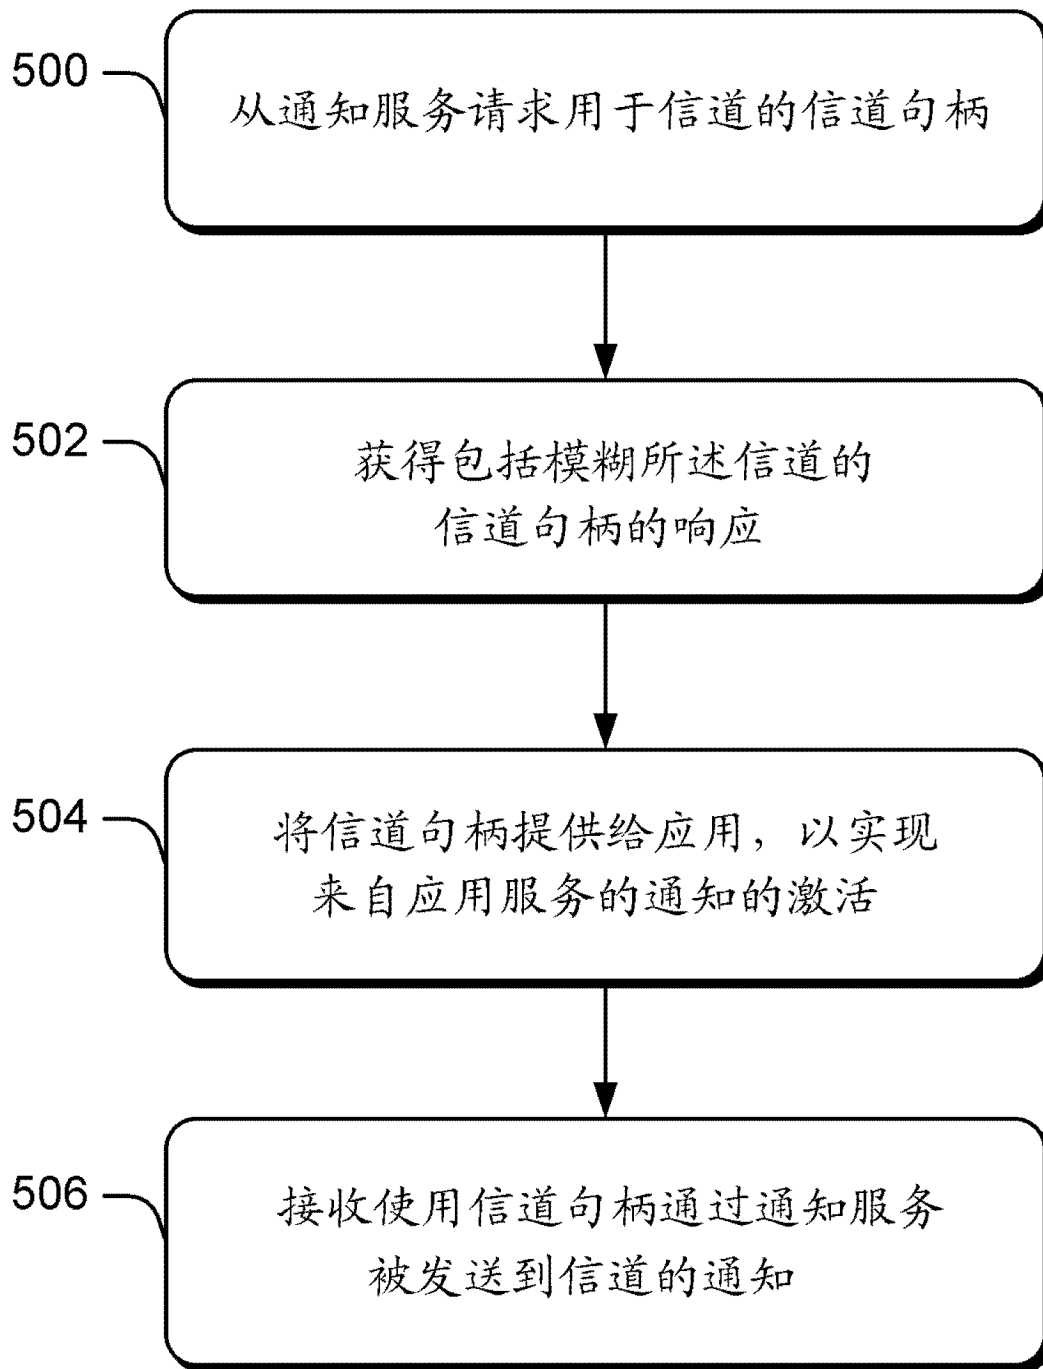 500
从通知服务请求用于信道的信道句柄
502
获得包括模糊所述信道的
信道句柄的响应
504
将信道句柄提供给应用，以实现
来自应用服务的通知的激活
506
接收使用信道句柄通过通知服务
被发送到信道的通知